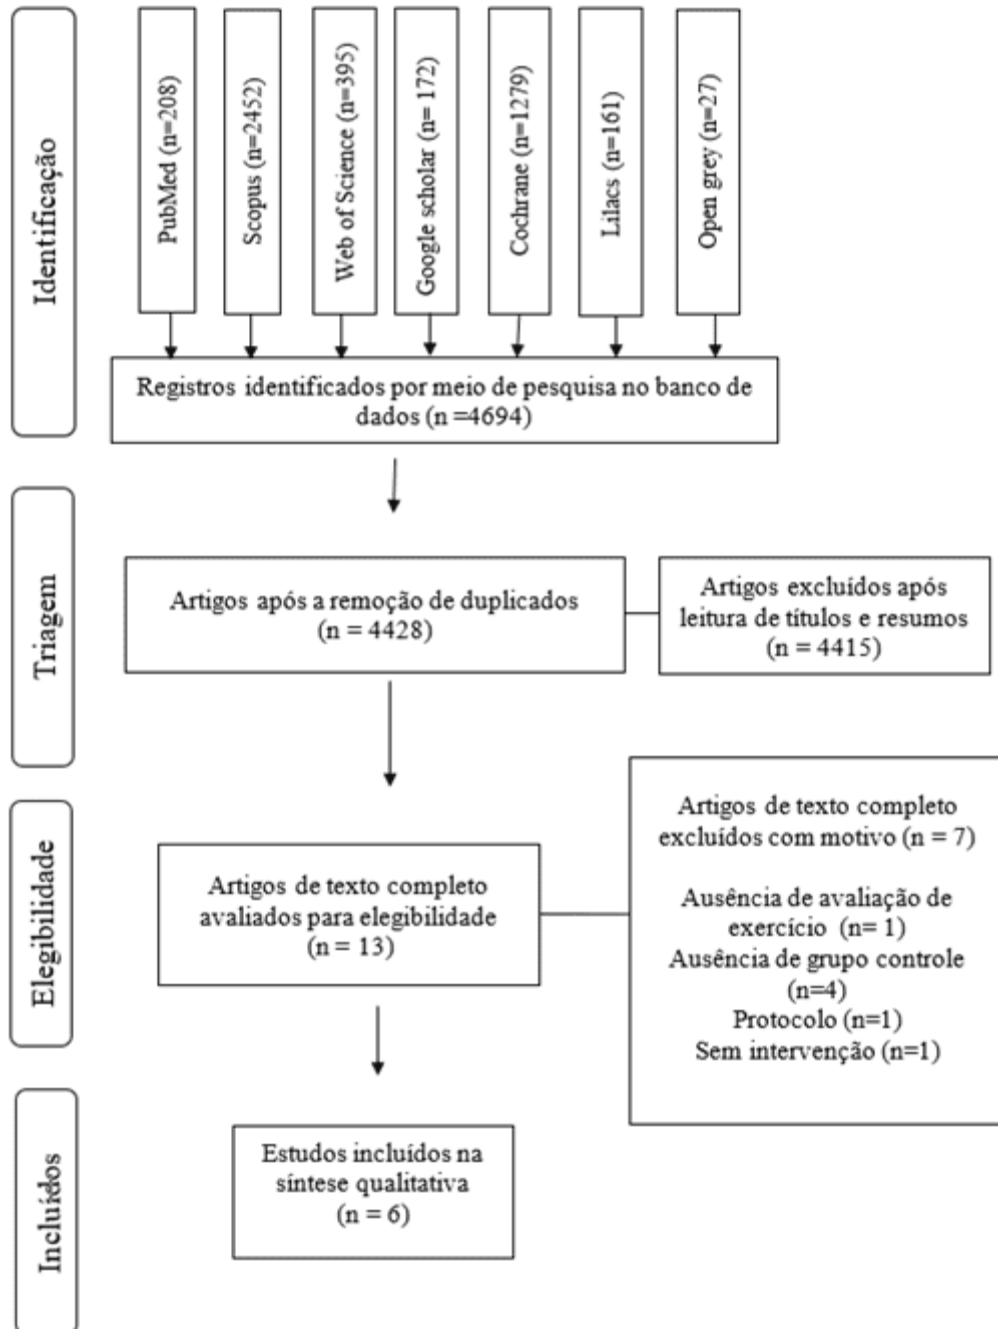 Identificação
PubMed (n=208)
Scopus (n=2452)
Web of Science (n=395)
Google scholar (n= 172)
Cochrane (n=1279)
Lilacs (n=161)
Open grey (n=27)
Registros identificados por meio de pesquisa no banco de
dados (n =4694)
Triagem
Artigos após a remoção de duplicados
(n = 4428)
Artigos excluídos após
leitura de títulos e resumos
(n = 4415)
Elegibilidade
Artigos de texto completo
avaliados para elegibilidade
(n = 13)
Artigos de texto completo
excluídos com motivo (n = 7)
Ausência de avaliação de
exercício (n= 1)
Ausência de grupo controle
(n=4)
Protocolo (n=1)
Sem intervenção (n=1)
Incluídos
Estudos incluídos na
síntese qualitativa
(n = 6)